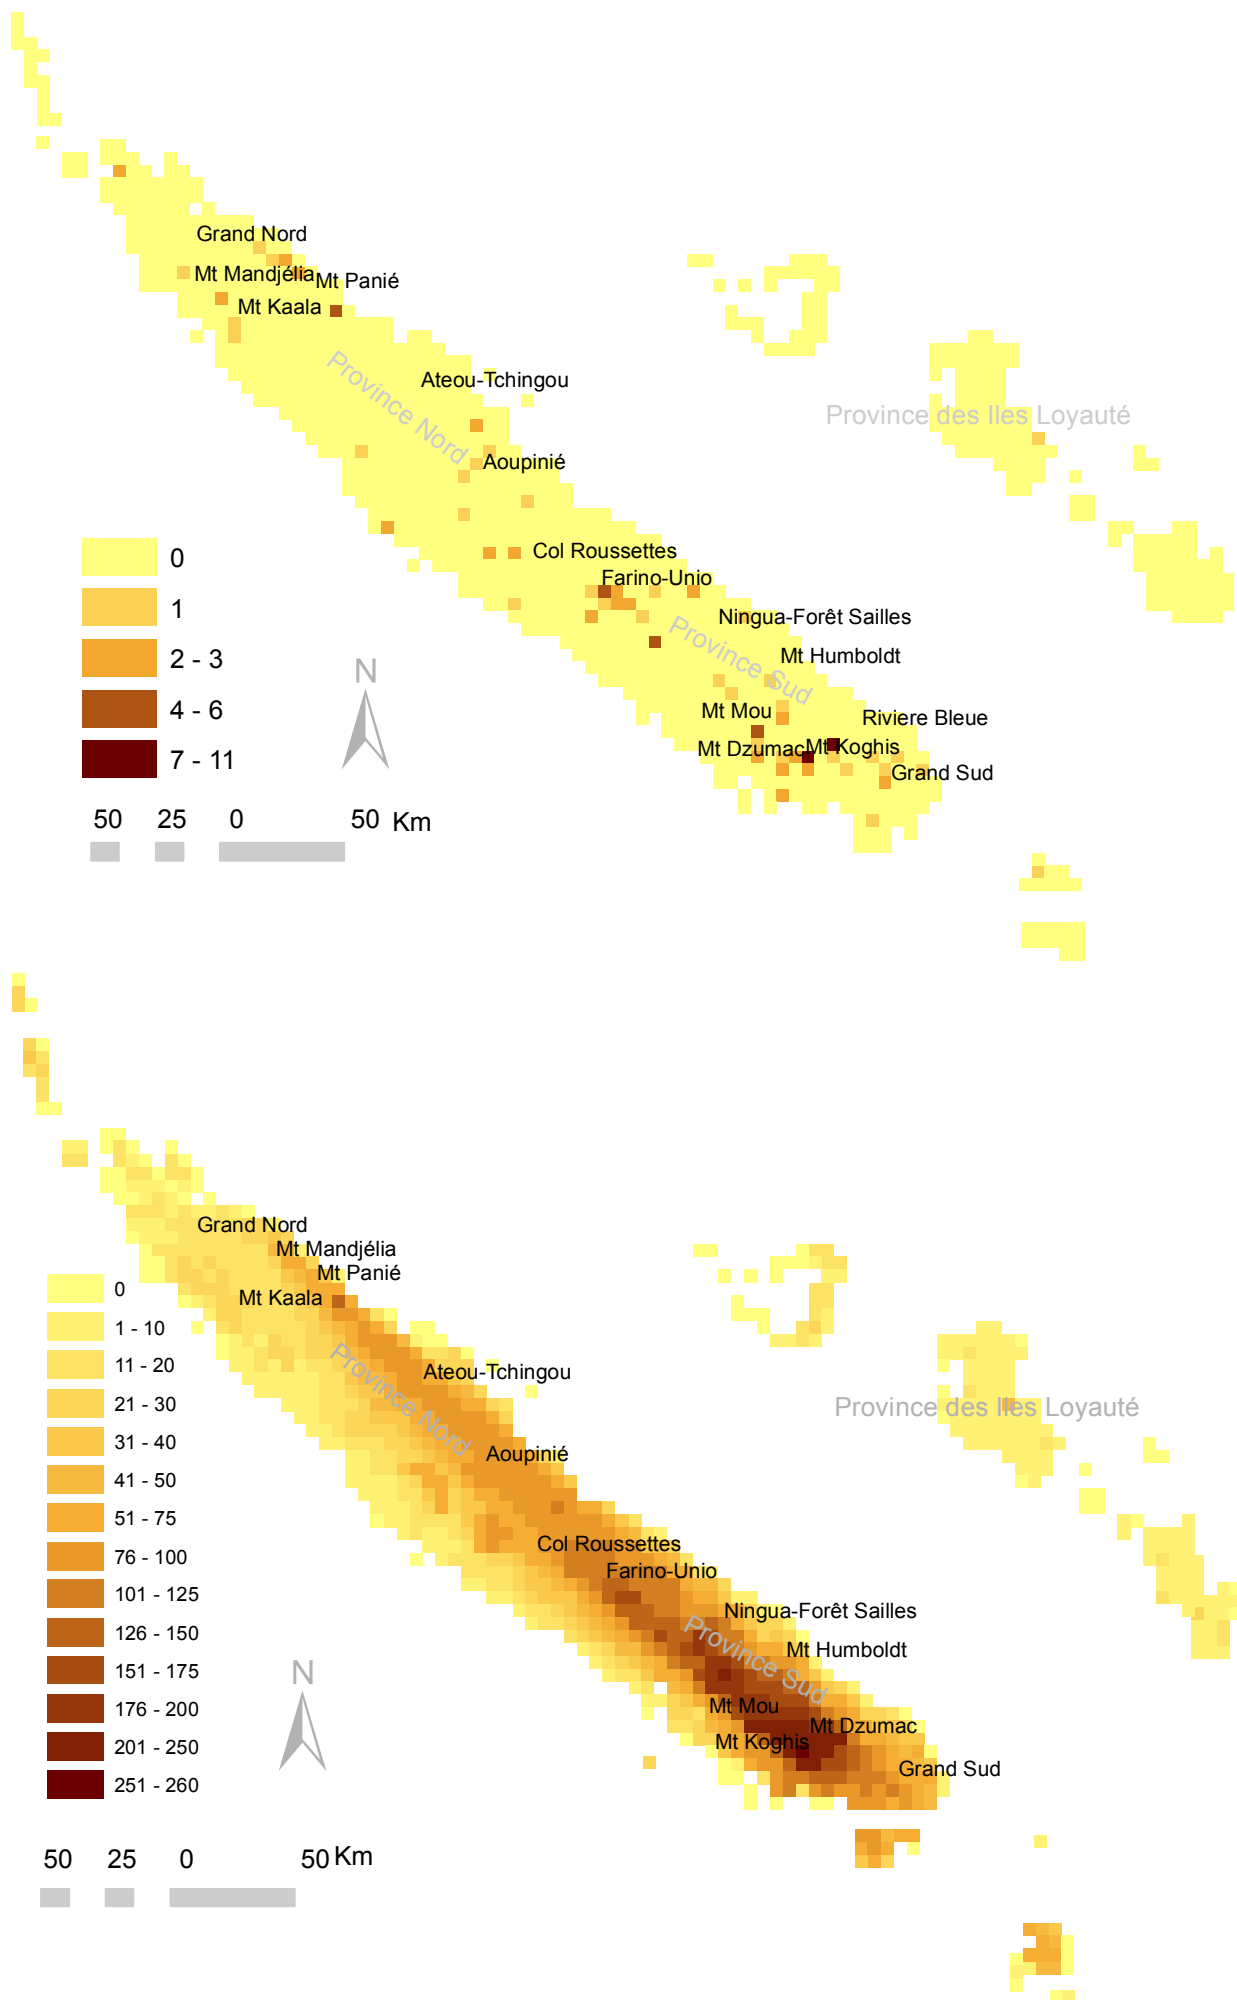 Grand Nord
Mt Mandjélia
Mt Panié
Mt Kaala
Province Nord
Ateou-Tchingou
Province des Iles Loyauté
Aoupinié
Col Roussettes
Farino-Unio
Ningua-Forêt Sailles
Province Sud
Mt Humboldt
Mt Mou
Riviere Bleue
Mt Dzumac
Mt Koghis
Grand Sud
0
1
2 - 3
4 - 6
7 - 11
N
50 25 0 50 Km
Grand Nord
Mt Mandjélia
Mt Panié
Mt Kaala
Province Nord
Ateou-Tchingou
Province des Iles Loyauté
Aoupinié
Col Roussettes
Farino-Unio
Ningua-Forêt Sailles
Province Sud
Mt Humboldt
Mt Mou
Mt Dzumac
Mt Koghis
Grand Sud
0
1 - 10
11 - 20
21 - 30
31 - 40
41 - 50
51 - 75
76 - 100
101 - 125
126 - 150
151 - 175
176 - 200
201 - 250
251 - 260
N
50 25 0 50 Km